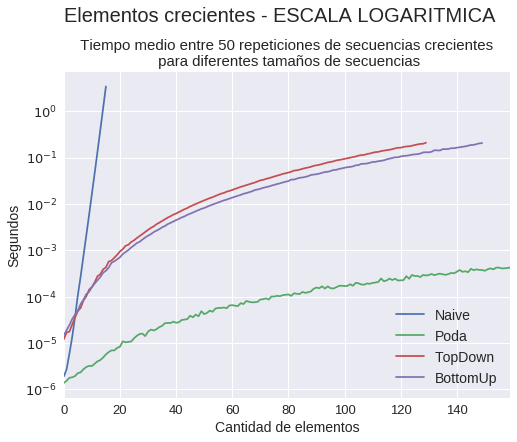 Elementos crecientes - ESCALA LOGARITMICA
Tiempo medio entre 50 repeticiones de secuencias crecientes
para diferentes tamaños de secuencias
10^0
10^−1
10^−2
10^−3
10^−4
10^−5
10^−6
Segundos
Naive
Poda
TopDown
BottomUp
0 20 40 60 80 100 120 140
Cantidad de elementos